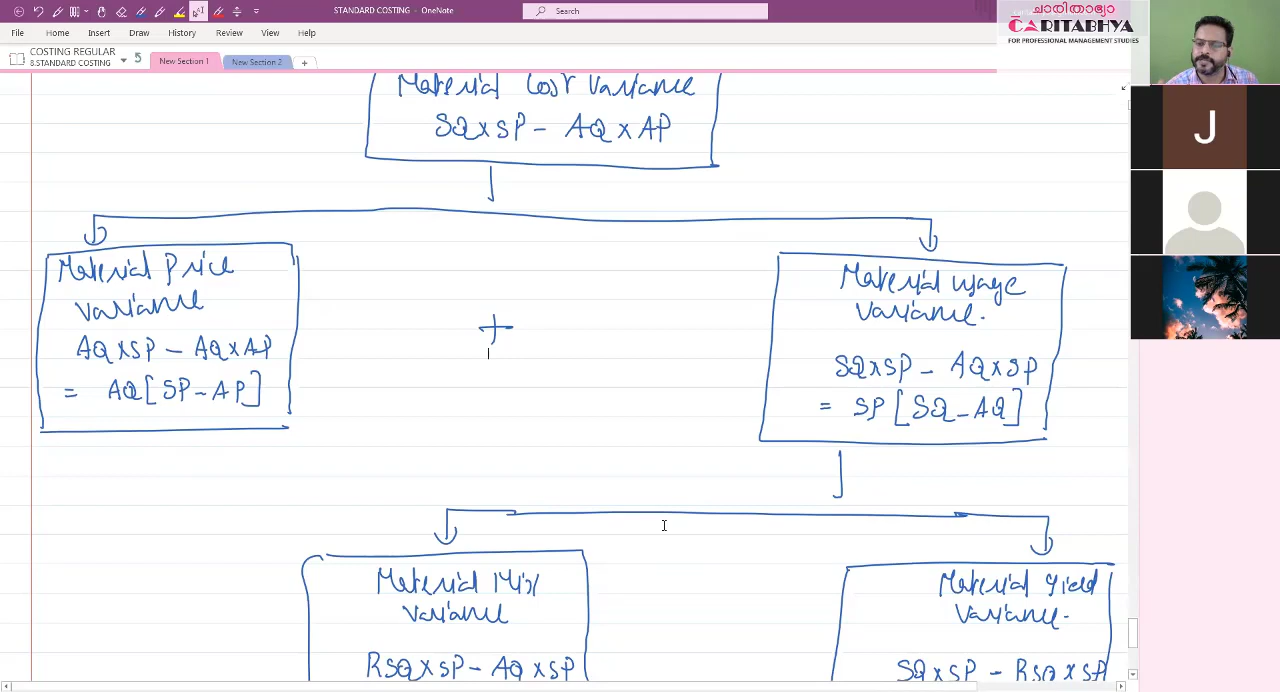 STANDARD COSTING - OneNote
Search
File Home Insert Draw History Review View Help
COSTING REGULAR
8.STANDARD COSTING
New Section 1
New Section 2
ചാരിതാഭ്യാ
CARITABHYA
FOR PROFESSIONAL MANAGEMENT STUDIES
J
Material Cost Variance
SQ×SP - AQ×AP
Material Price
Variance
AQ×SP - AQ×AP
= AQ[SP-AP]
+
Material usage
Variance.
SQ×SP - AQ×SP
= SP[SQ-AQ]
Material Mix
Variance
RSQ×SP - AQ×SP
Material Yield
Variance.
SQ×SP - RSQ×SP